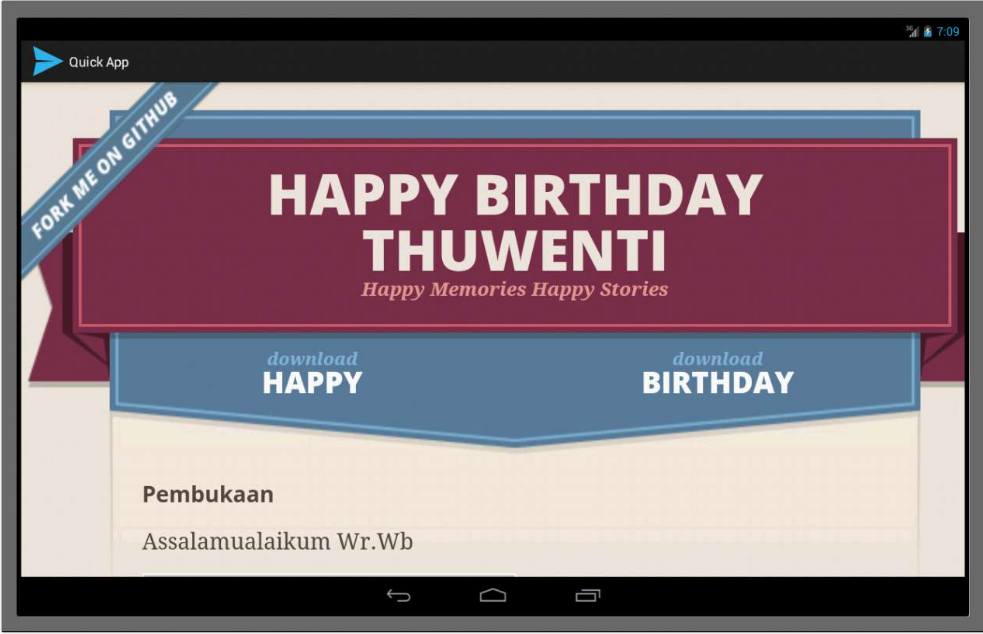 3G 7:09
Quick App
FORK ME ON GITHUB
HAPPY BIRTHDAY
THUWENTI
Happy Memories Happy Stories
download
HAPPY
download
BIRTHDAY
Pembukaan
Assalamualaikum Wr.Wb